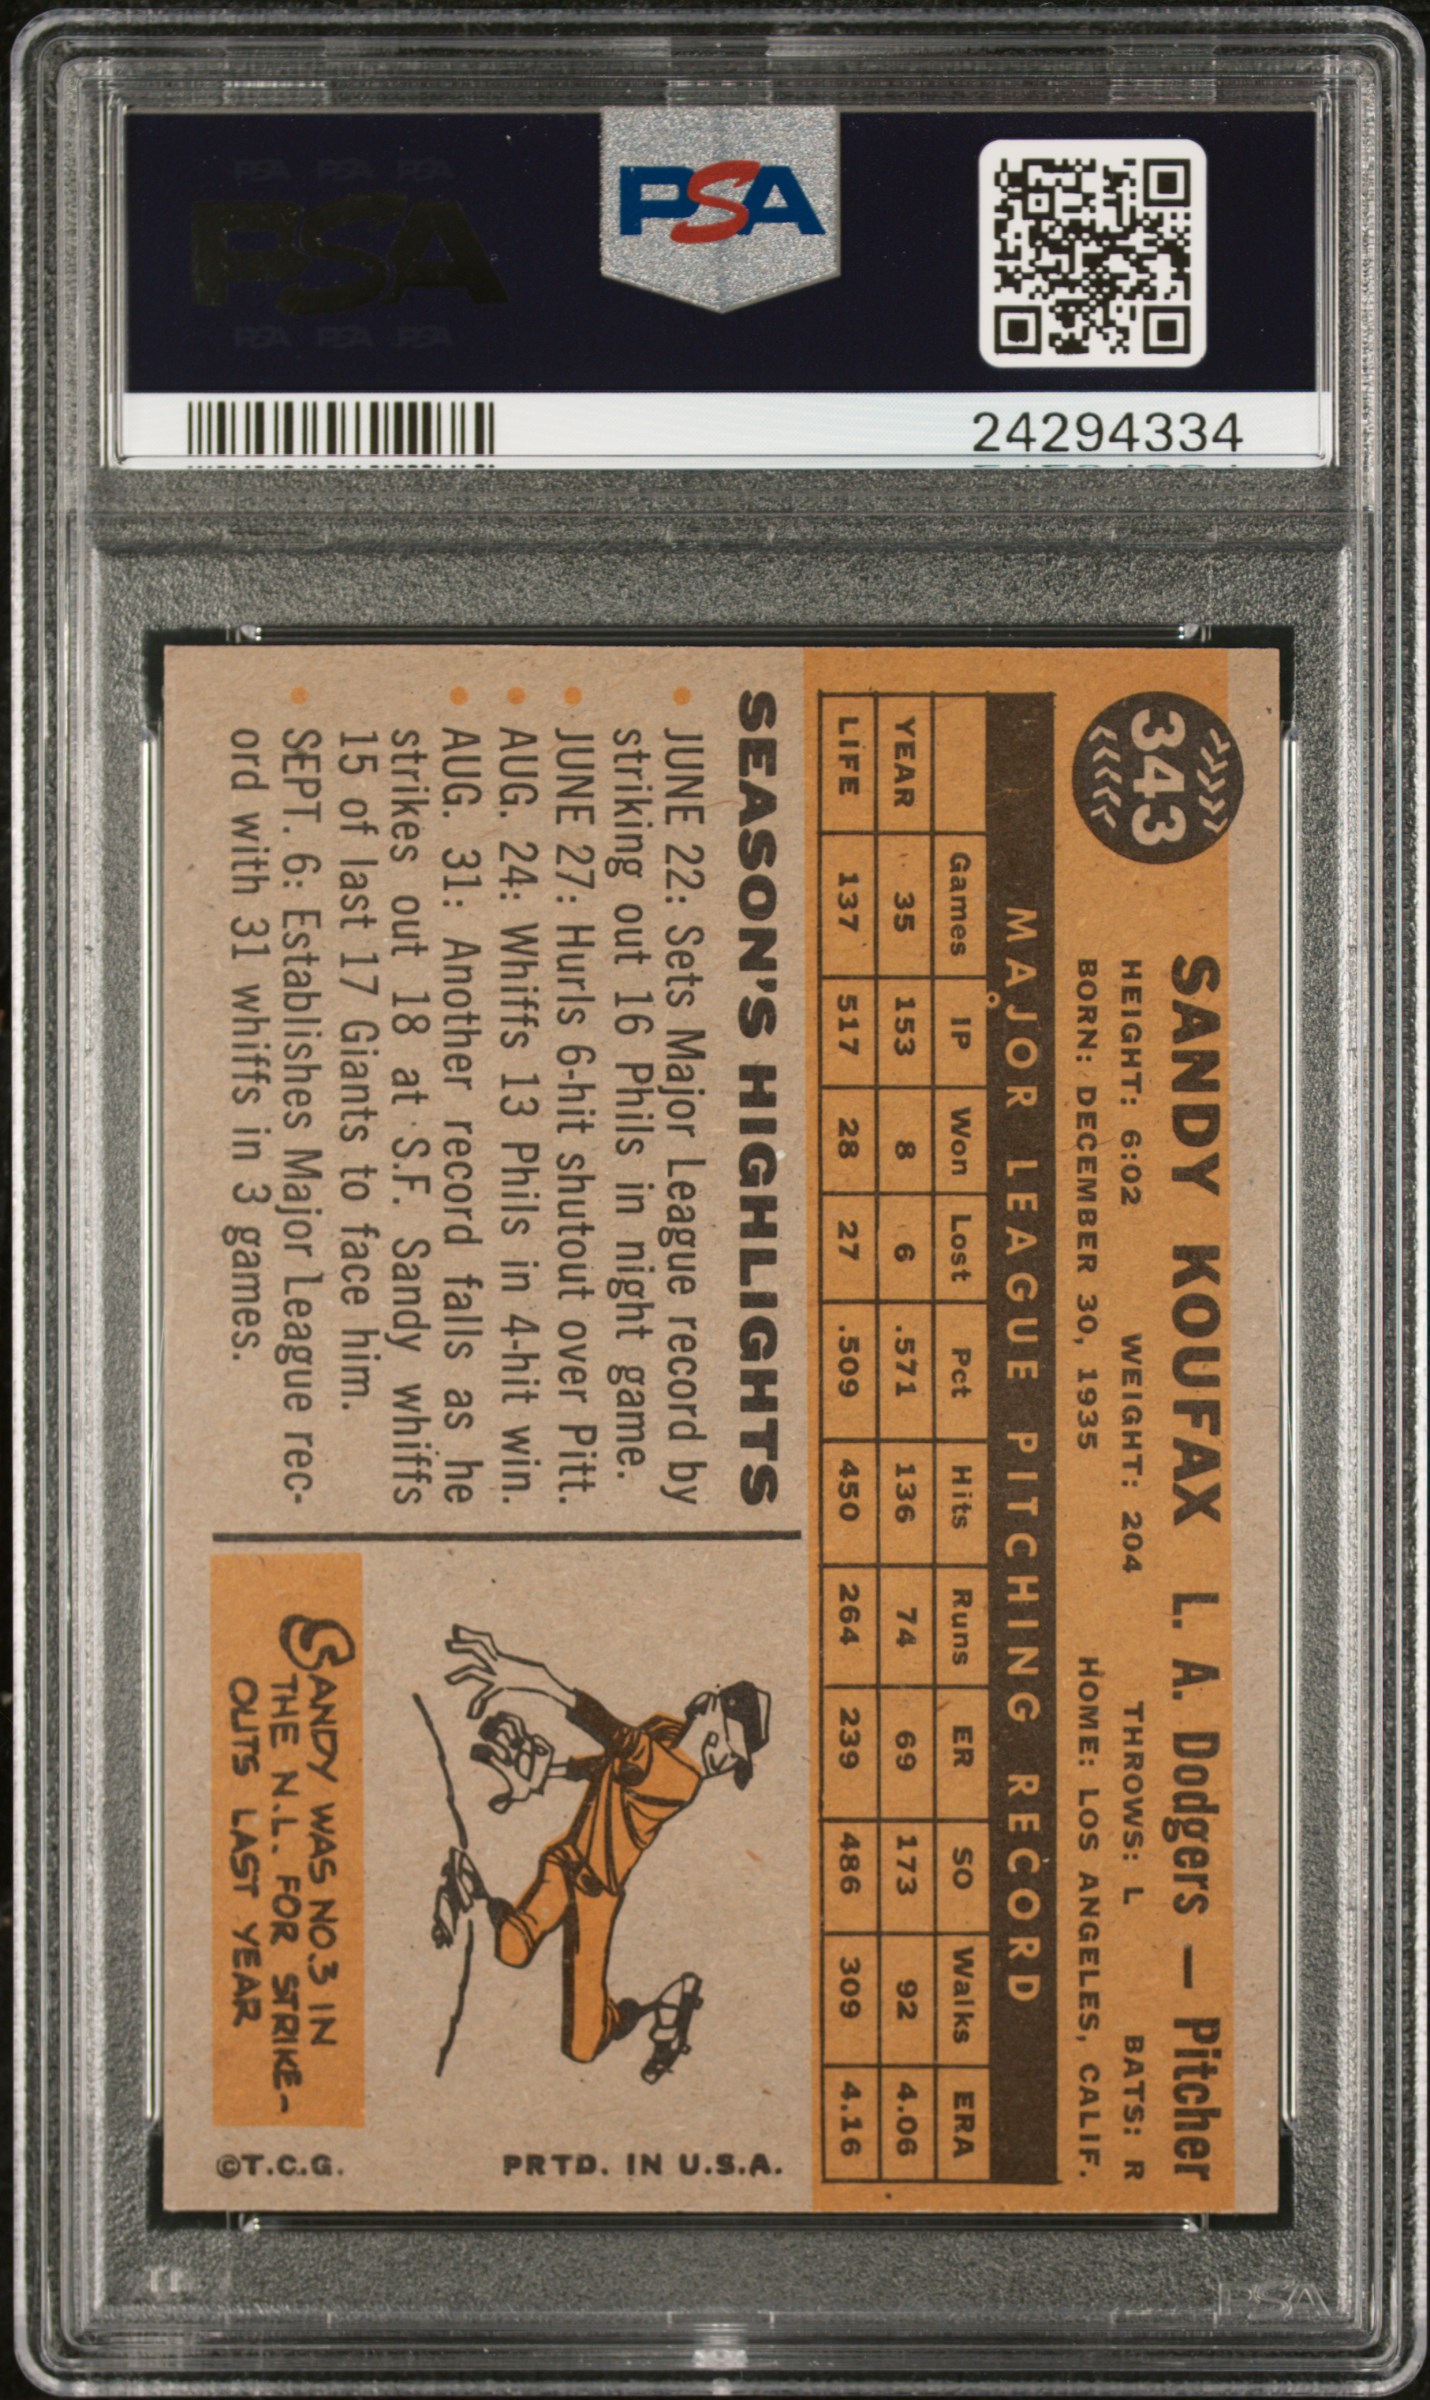 PSA PSA PSA
PSA
PSA PSA PSA
PSA
24294334
343
SANDY KOUFAX L. A. Dodgers — Pitcher
HEIGHT: 6:02 WEIGHT: 204 THROWS: L BATS: R
BORN: DECEMBER 30, 1935 HOME: LOS ANGELES, CALIF.
MAJOR LEAGUE PITCHING RECORD
Games IP Won Lost Pct Hits Runs ER SO Walks ERA
YEAR 35 153 8 6 .571 136 74 69 173 92 4.06
LIFE 137 517 28 27 .509 450 264 239 486 309 4.16
SEASON'S HIGHLIGHTS
• JUNE 22: Sets Major League record by
striking out 16 Phils in night game.
• JUNE 27: Hurls 6-hit shutout over Pitt.
• AUG. 24: Whiffs 13 Phils in 4-hit win.
• AUG. 31: Another record falls as he
strikes out 18 at S.F. Sandy whiffs
15 of last 17 Giants to face him.
• SEPT. 6: Establishes Major League rec-
ord with 31 whiffs in 3 games.
SANDY WAS NO.3 IN
THE N.L. FOR STRIKE-
OUTS LAST YEAR
PRTD. IN U.S.A.
©T.C.G.
PSA